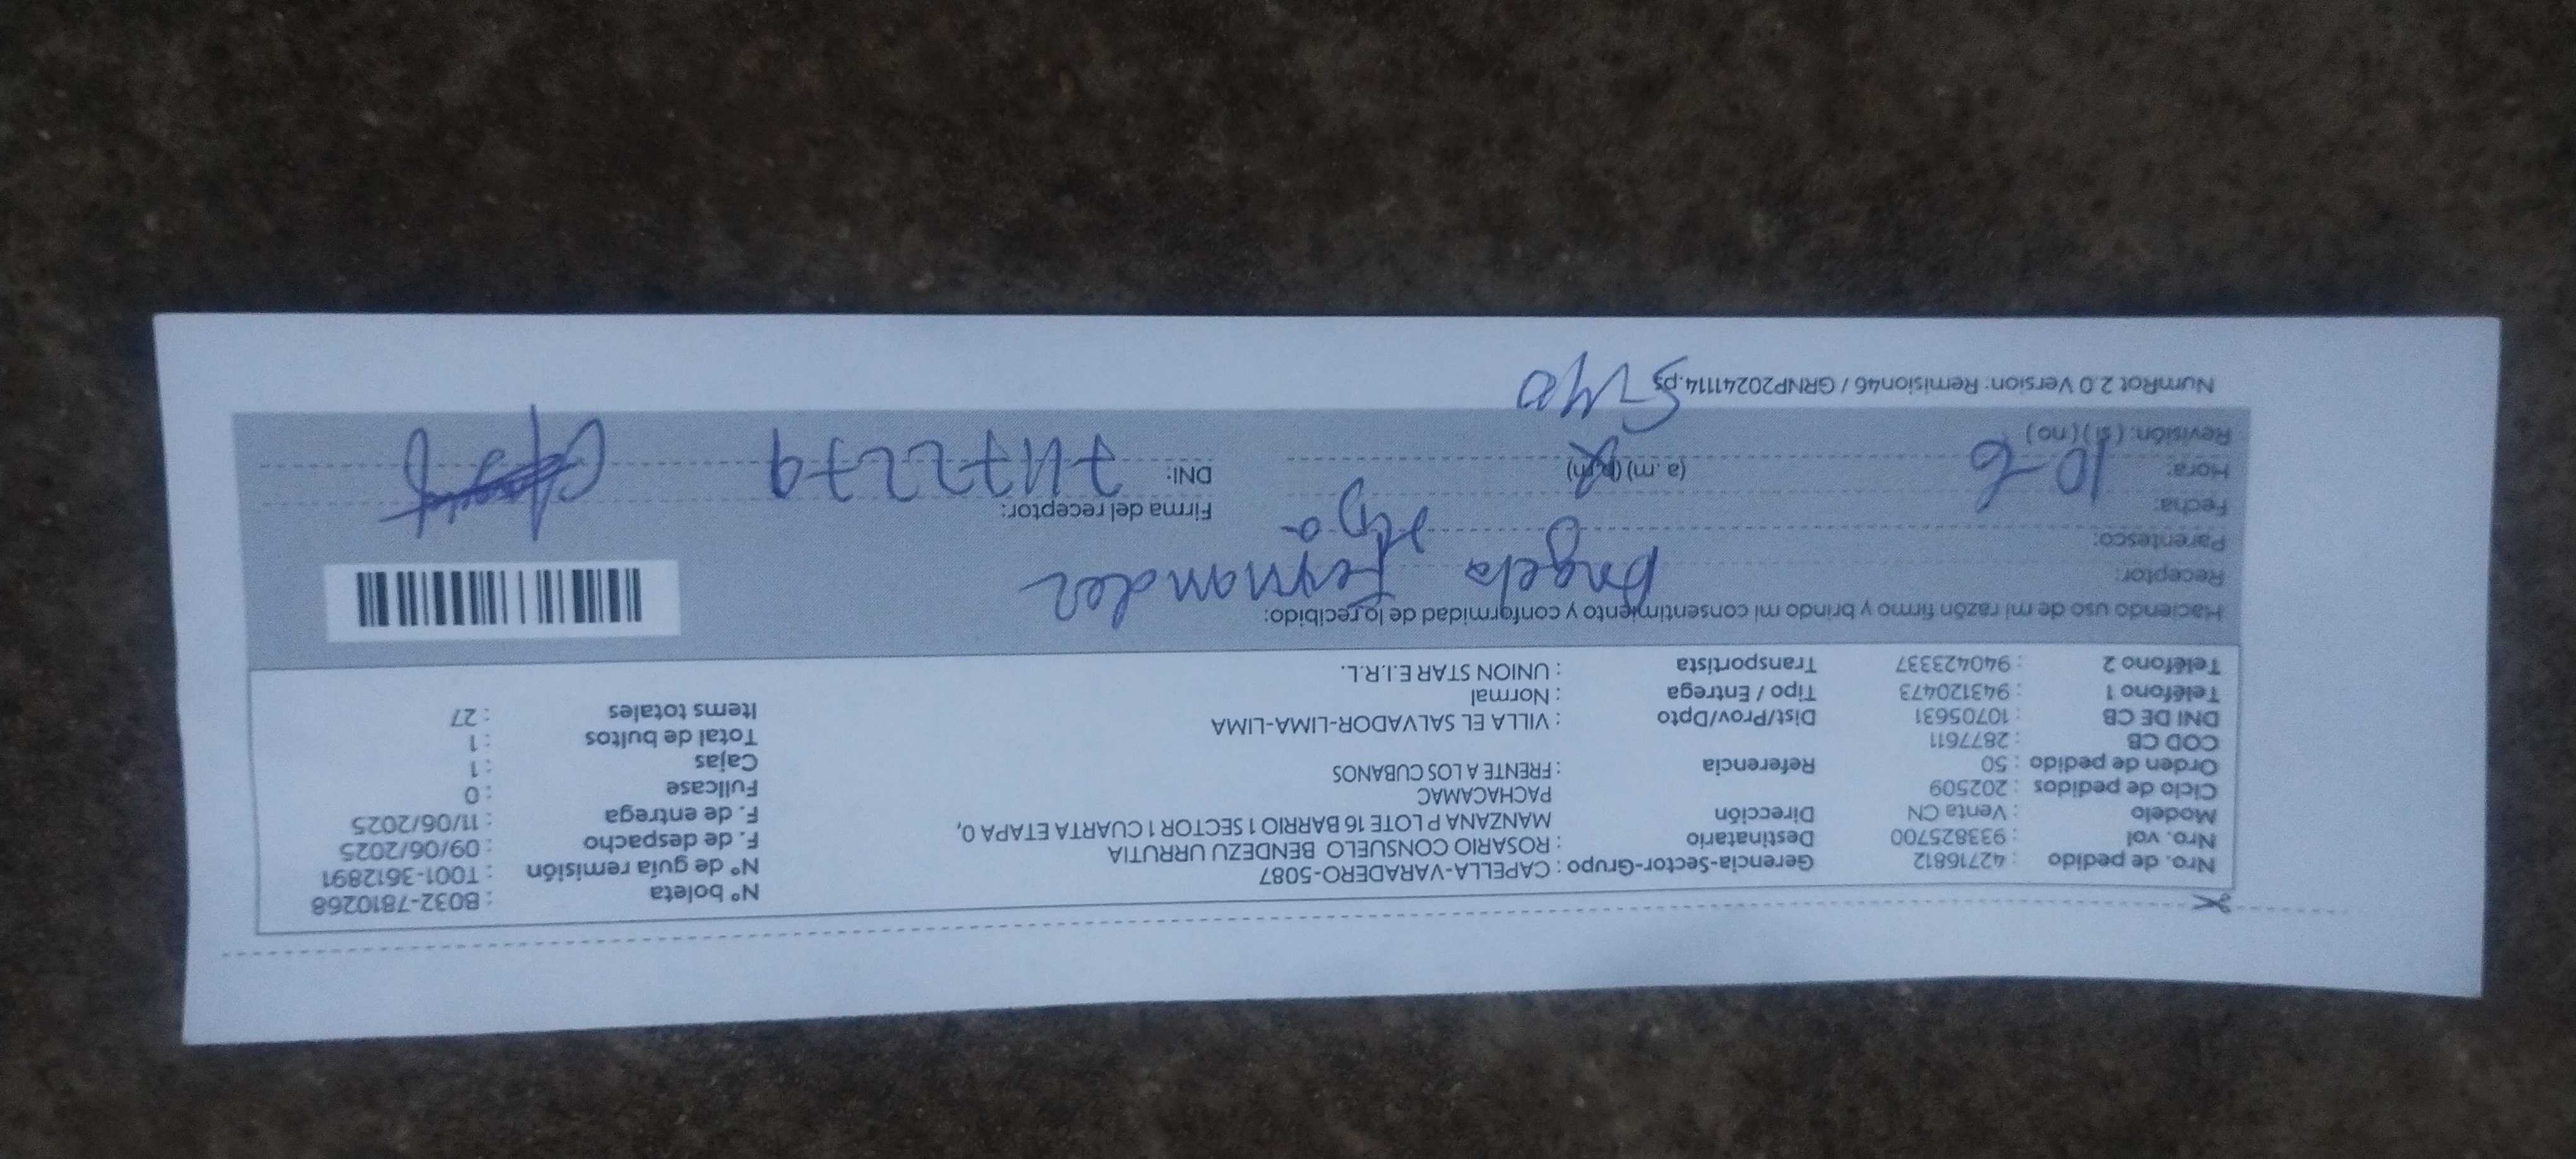 Nro. de pedido : 42716812 Gerencia-Sector-Grupo : CAPELLA-VARADERO-5087 N° boleta : B032-7810268
Nro. vol : 933825700 Destinatario : ROSARIO CONSUELO BENDEZU URRUTIA N° de guía remisión : T001-3612891
Modelo : Venta CN Dirección MANZANA P LOTE 16 BARRIO 1 SECTOR 1 CUARTA ETAPA 0, F. de despacho : 09/06/2025
Ciclo de pedidos : 202509 PACHACAMAC F. de entrega : 11/06/2025
Orden de pedido : 50 Referencia : FRENTE A LOS CUBANOS Fullcase : 0
COD CB : 2877611 Cajas : 1
DNI DE CB : 10705631 Dist/Prov/Dpto : VILLA EL SALVADOR-LIMA-LIMA Total de bultos : 1
Teléfono 1 : 943120473 Tipo / Entrega : Normal Items totales : 27
Teléfono 2 : 940423337 Transportista : UNION STAR E.I.R.L.
Haciendo uso de mi razón firmo y brindo mi consentimiento y conformidad de lo recibido:
Receptor: Angela Fernandez
Parentesco: Hija
Fecha: 10-6 Firma del receptor:
Hora: (a. m) (p.m) DNI: 74172279
Revisión: ( si ) ( no )
NumRot 2.0 Version: Remision46 / GRNP20241114.ps